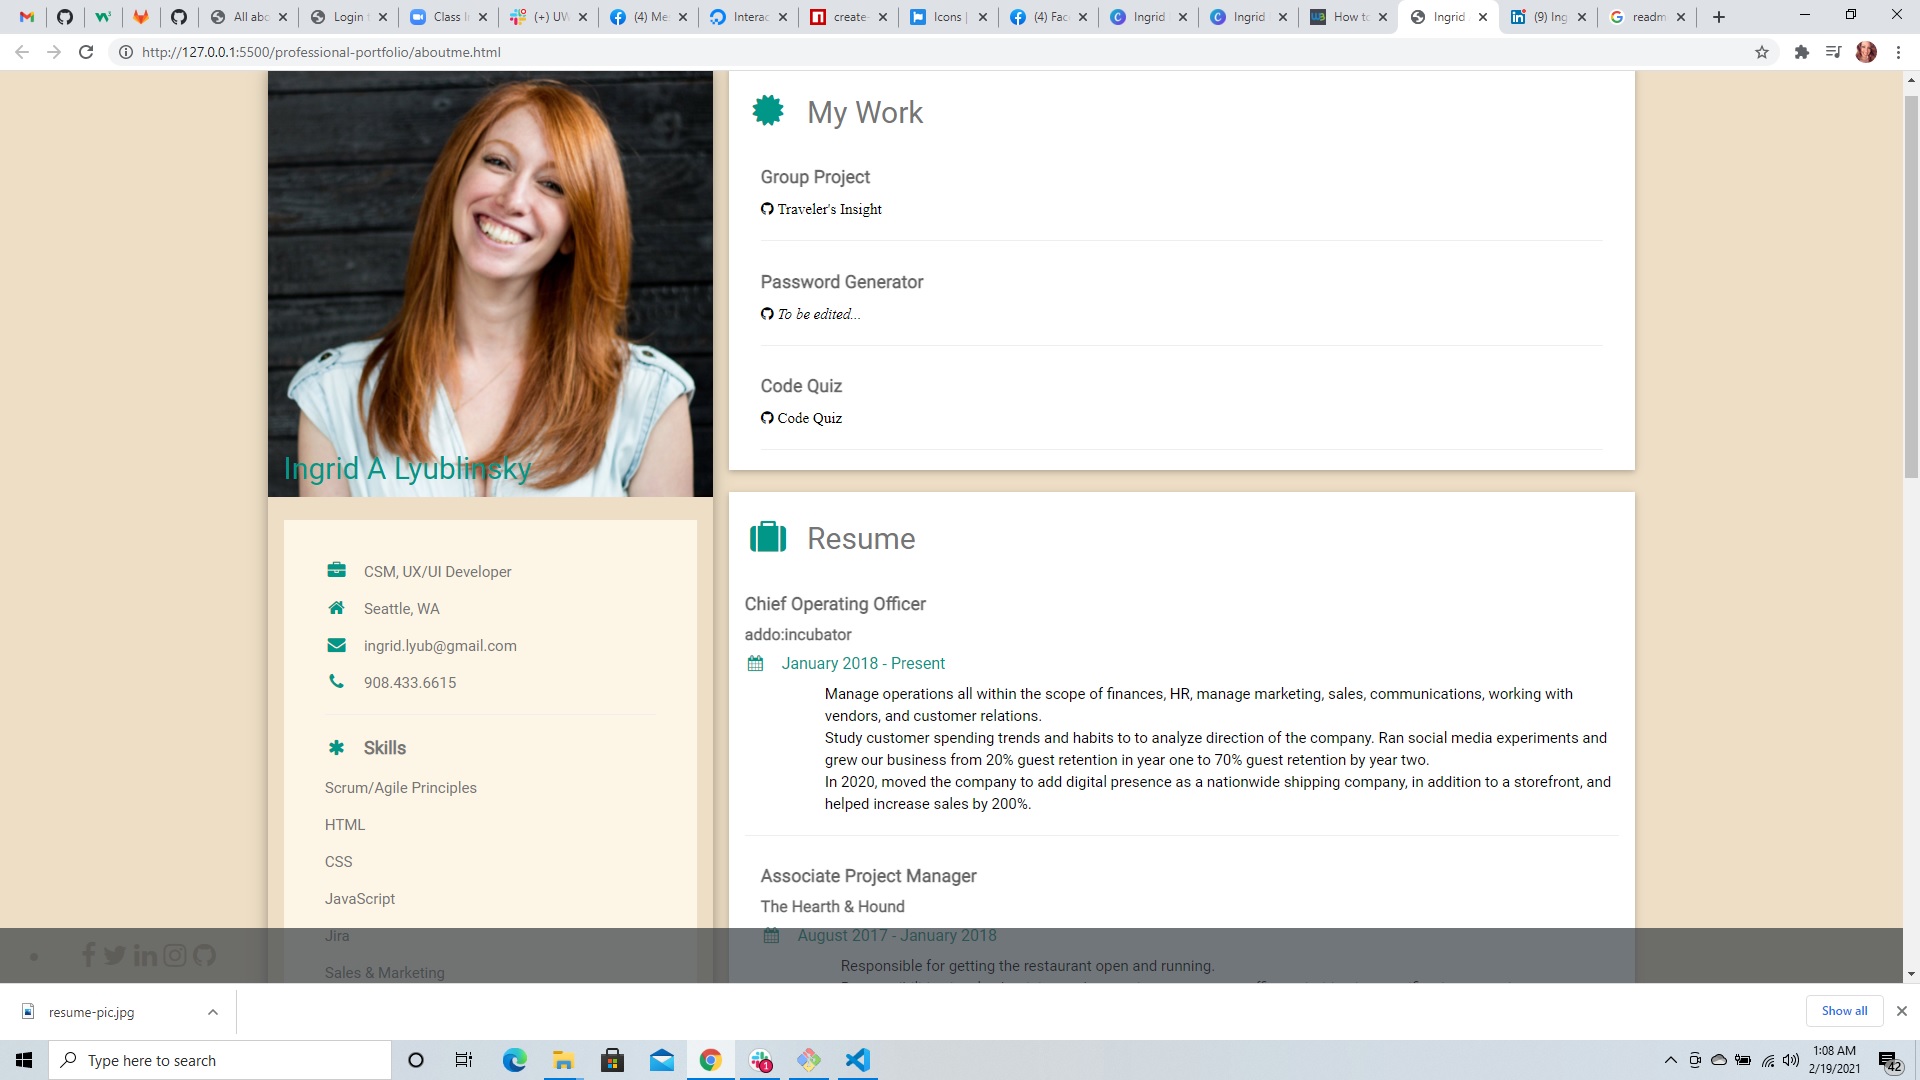 All abo
Login
Class I
(+) UW
(4) Me
Interac
create-
Icons |
(4) Fac
Ingrid
Ingrid
How to
Ingrid
(9) Ing
readm
http://127.0.0.1:5500/professional-portfolio/aboutme.html
Ingrid A Lyublinsky
CSM, UX/UI Developer
Seattle, WA
ingrid.lyub@gmail.com
908.433.6615
Skills
Scrum/Agile Principles
HTML
CSS
JavaScript
Jira
Sales & Marketing
My Work
Group Project
Traveler's Insight
Password Generator
To be edited...
Code Quiz
Code Quiz
Resume
Chief Operating Officer
addo:incubator
January 2018 - Present
Manage operations all within the scope of finances, HR, manage marketing, sales, communications, working with
vendors, and customer relations.
Study customer spending trends and habits to to analyze direction of the company. Ran social media experiments and
grew our business from 20% guest retention in year one to 70% guest retention by year two.
In 2020, moved the company to add digital presence as a nationwide shipping company, in addition to a storefront, and
helped increase sales by 200%.
Associate Project Manager
The Hearth & Hound
August 2017 - January 2018
Responsible for getting the restaurant open and running.
resume-pic.jpg
Show all
Type here to search
1:08 AM
2/19/2021
42